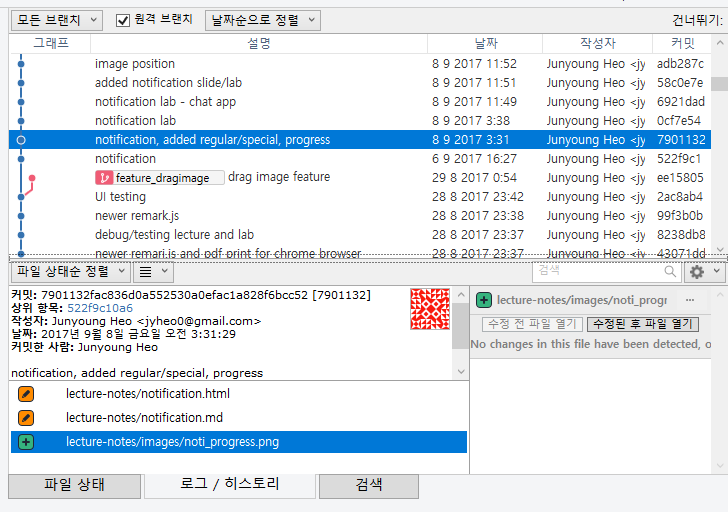 모든 브랜치 원격 브랜치 날짜순으로 정렬 건너뛰기:
그래프 설명 날짜 작성자 커밋
image position 8 9 2017 11:52 Junyoung Heo <jy adb287c
added notification slide/lab 8 9 2017 11:51 Junyoung Heo <jy 58c0e7e
notification lab - chat app 8 9 2017 11:49 Junyoung Heo <jy 6921dad
notification lab 8 9 2017 3:38 Junyoung Heo <jy 0cf7e54
notification, added regular/special, progress 8 9 2017 3:31 Junyoung Heo <jy 7901132
notification 6 9 2017 16:27 Junyoung Heo <jy 522f9c1
feature_dragimage drag image feature 29 8 2017 0:54 Junyoung Heo <jy ee15805
UI testing 28 8 2017 23:42 Junyoung Heo <jy 2ac8ab4
newer remark.js 28 8 2017 23:38 Junyoung Heo <jy 99f3b0b
debug/testing lecture and lab 28 8 2017 23:37 Junyoung Heo <jy 8238db8
newer remarj.js and pdf print for chrome browser 28 8 2017 23:37 Junyoung Heo <jy 43071dd
파일 상태순 정렬 검색
커밋: 7901132fac836d0a552530a0efac1a828f6bcc52 [7901132]
상위 항목: 522f9c10a6
작성자: Junyoung Heo <jyheo0@gmail.com>
날짜: 2017년 9월 8일 금요일 오전 3:31:29
커밋한 사람: Junyoung Heo
notification, added regular/special, progress
lecture-notes/notification.html
lecture-notes/notification.md
lecture-notes/images/noti_progress.png
lecture-notes/images/noti_progr ...
수정 전 파일 열기 수정된 후 파일 열기
No changes in this file have been detected, o
파일 상태 로그 / 히스토리 검색